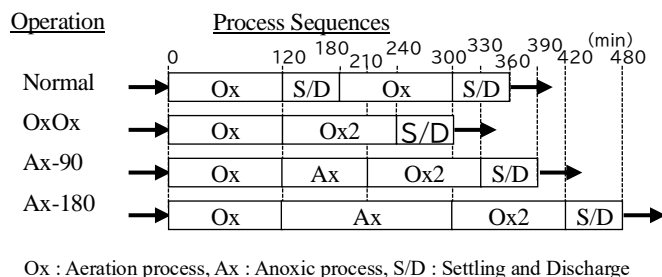 Operation Process Sequences
0 120 180 210 240 300 330 360 390 420 480 (min)
Normal Ox S/D Ox S/D
OxOx Ox Ox2 S/D
Ax-90 Ox Ax Ox2 S/D
Ax-180 Ox Ax Ox2 S/D
Ox : Aeration process, Ax : Anoxic process, S/D : Settling and Discharge